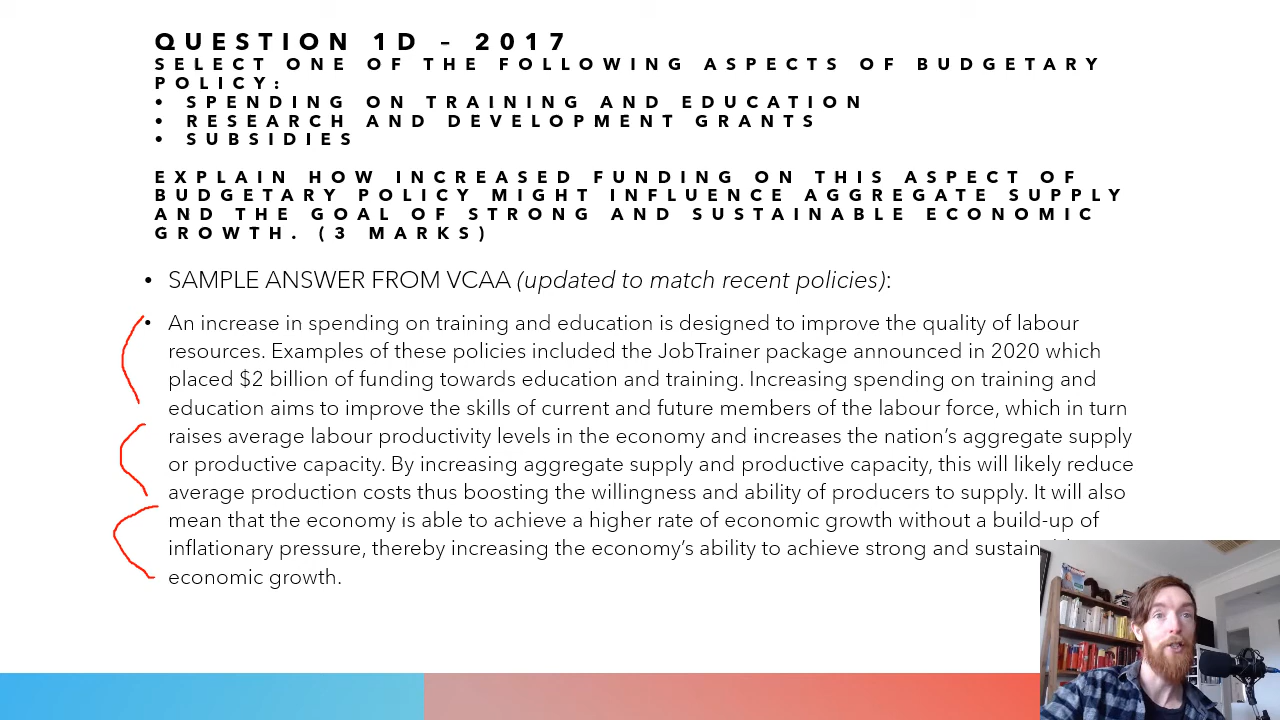 QUESTION 1D – 2017
SELECT ONE OF THE FOLLOWING ASPECTS OF BUDGETARY
POLICY:
• SPENDING ON TRAINING AND EDUCATION
• RESEARCH AND DEVELOPMENT GRANTS
• SUBSIDIES
EXPLAIN HOW INCREASED FUNDING ON THIS ASPECT OF
BUDGETARY POLICY MIGHT INFLUENCE AGGREGATE SUPPLY
AND THE GOAL OF STRONG AND SUSTAINABLE ECONOMIC
GROWTH. (3 MARKS)
• SAMPLE ANSWER FROM VCAA (updated to match recent policies):
• An increase in spending on training and education is designed to improve the quality of labour
resources. Examples of these policies included the JobTrainer package announced in 2020 which
placed $2 billion of funding towards education and training. Increasing spending on training and
education aims to improve the skills of current and future members of the labour force, which in turn
raises average labour productivity levels in the economy and increases the nation’s aggregate supply
or productive capacity. By increasing aggregate supply and productive capacity, this will likely reduce
average production costs thus boosting the willingness and ability of producers to supply. It will also
mean that the economy is able to achieve a higher rate of economic growth without a build-up of
inflationary pressure, thereby increasing the economy’s ability to achieve strong and
economic growth.